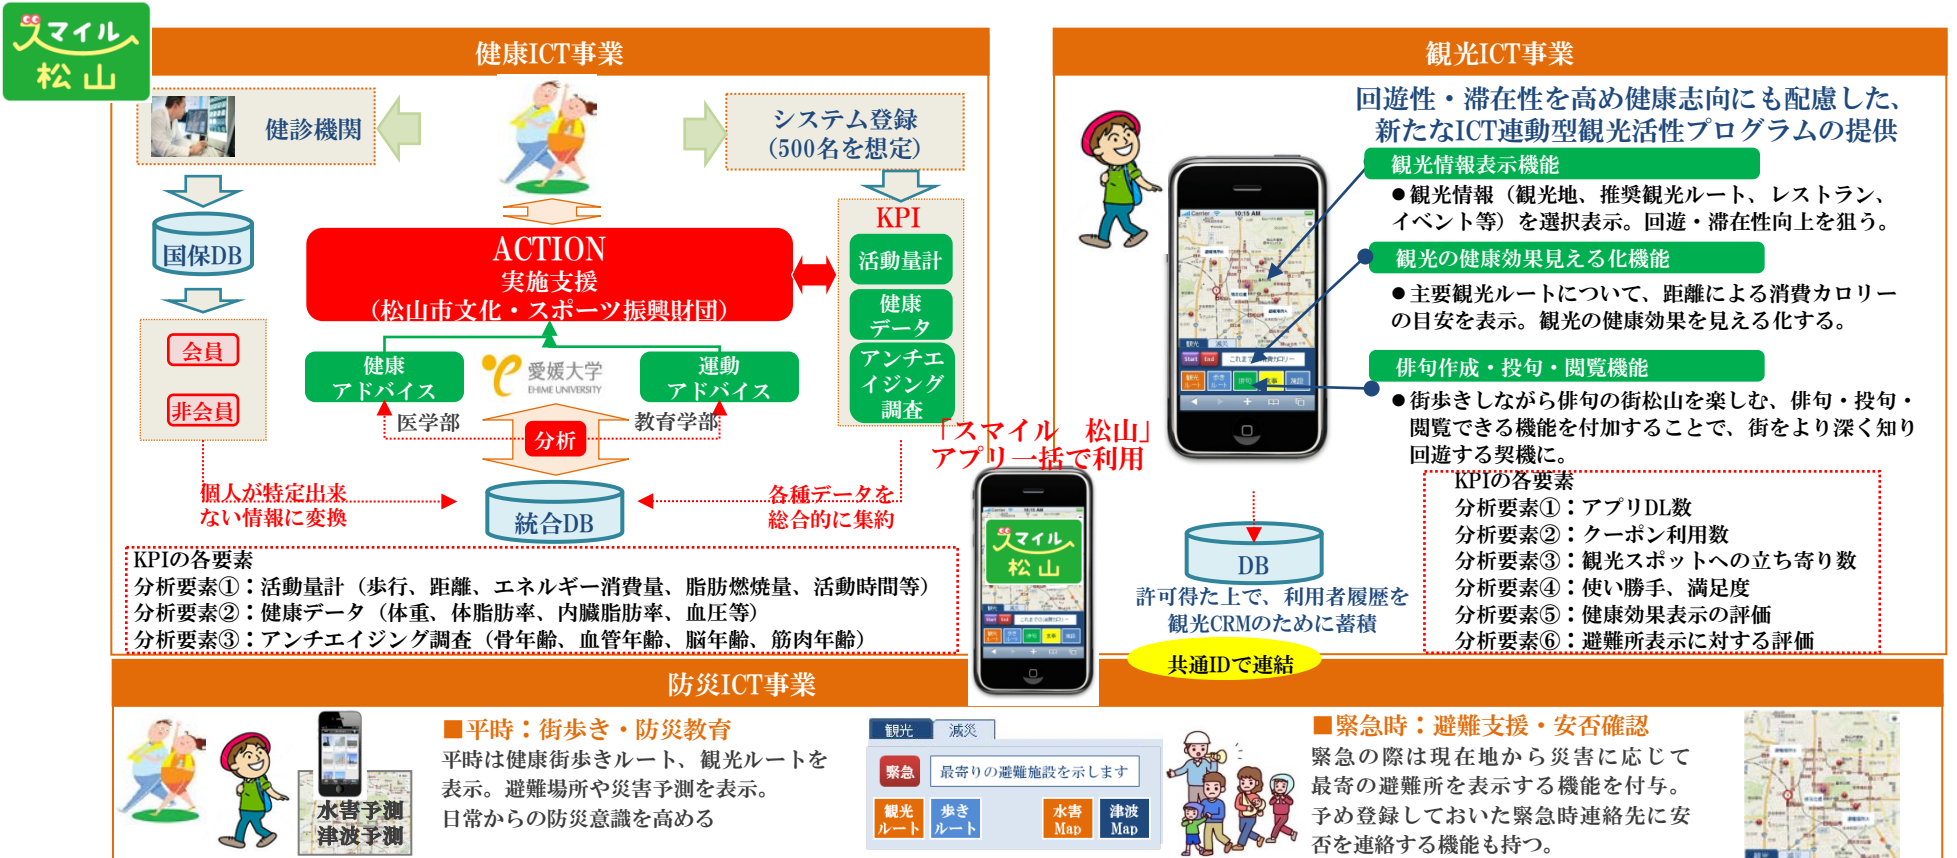 スマイル
松山
健康ICT事業
健診機関
システム登録
(500名を想定)
国保DB
会員
非会員
ACTION
実施支援
(松山市文化・スポーツ振興財団)
KPI
活動量計
健康
データ
アンチエ
イジング
調査
健康
アドバイス
愛媛大学
EHIME UNIVERSITY
運動
アドバイス
医学部
分析
教育学部
個人が特定出来
ない情報に変換
統合DB
各種データを
総合的に集約
KPIの各要素
分析要素①：活動量計（歩行、距離、エネルギー消費量、脂肪燃焼量、活動時間等）
分析要素②：健康データ（体重、体脂肪率、内臓脂肪率、血圧等）
分析要素③：アンチエイジング調査（骨年齢、血管年齢、脳年齢、筋肉年齢）
「スマイル　松山」
アプリ一括で利用
スマイル
松山
観光ICT事業
回遊性・滞在性を高め健康志向にも配慮した、
新たなICT連動型観光活性プログラムの提供
Carrier 10:15 AM
観光 減災
Start End
観光
ルート
歩き
ルート
俳句
施設
観光情報表示機能
●観光情報（観光地、推奨観光ルート、レストラン、
イベント等）を選択表示。回遊・滞在性向上を狙う。
観光の健康効果見える化機能
●主要観光ルートについて、距離による消費カロリー
の目安を表示。観光の健康効果を見える化する。
俳句作成・投句・閲覧機能
●街歩きしながら俳句の街松山を楽しむ、俳句・投句・
閲覧できる機能を付加することで、街をより深く知り
回遊する契機に。
DB
許可得た上で、利用者履歴を
観光CRMのために蓄積
共通IDで連結
KPIの各要素
分析要素①：アプリDL数
分析要素②：クーポン利用数
分析要素③：観光スポットへの立ち寄り数
分析要素④：使い勝手、満足度
分析要素⑤：健康効果表示の評価
分析要素⑥：避難所表示に対する評価
防災ICT事業
水害予測
津波予測
■平時：街歩き・防災教育
平時は健康街歩きルート、観光ルートを
表示。避難場所や災害予測を表示。
日常からの防災意識を高める
観光 減災
緊急 最寄りの避難施設を示します
観光
ルート
歩き
ルート
水害
Map
津波
Map
■緊急時：避難支援・安否確認
緊急の際は現在地から災害に応じて
最寄の避難所を表示する機能を付与。
予め登録しておいた緊急時連絡先に安
否を連絡する機能も持つ。